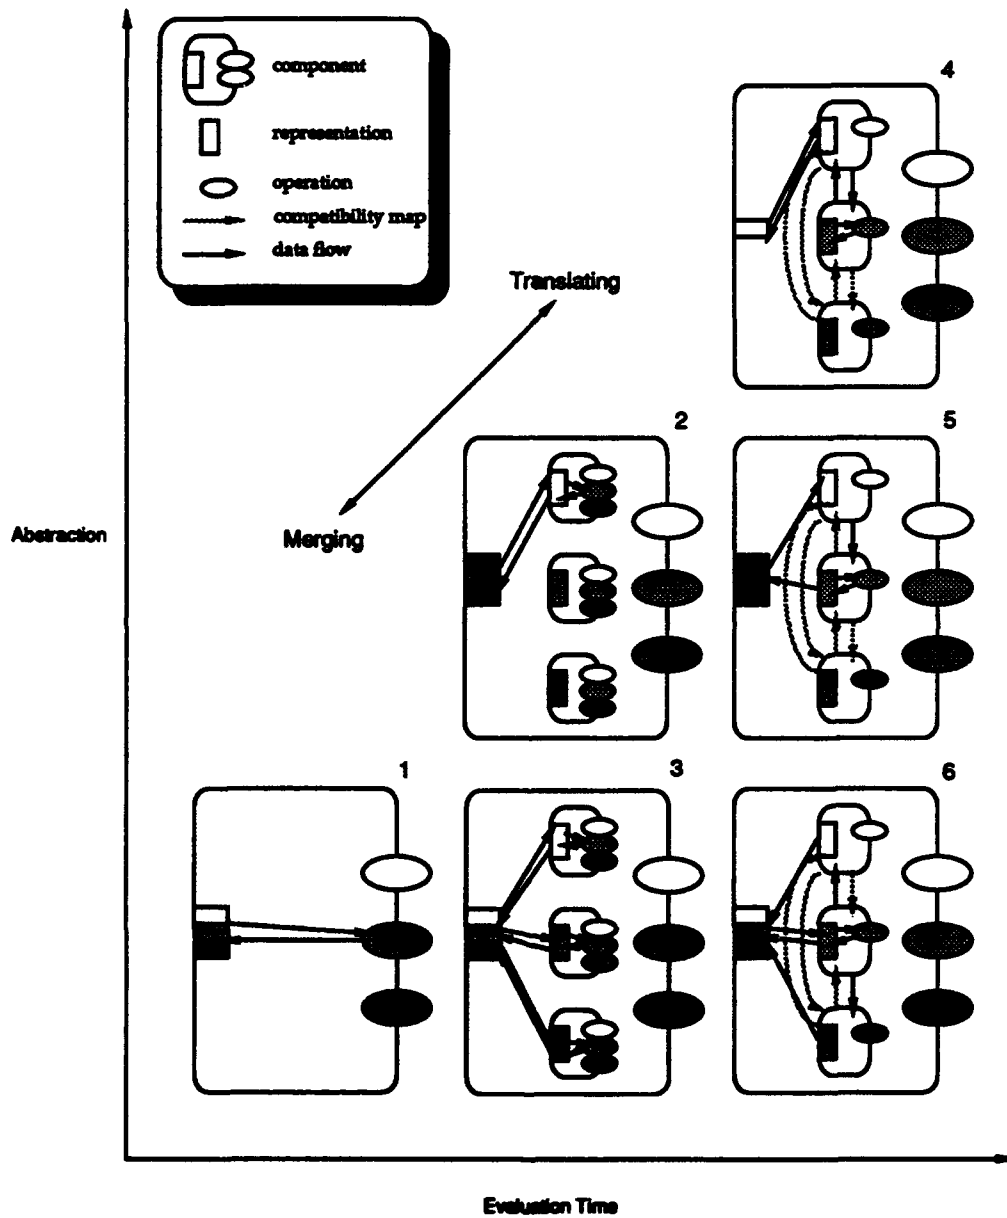 component
representation
operation
compatibility map
data flow
4
Translating
2
5
Merging
Abstraction
1
3
6
Evaluation Time